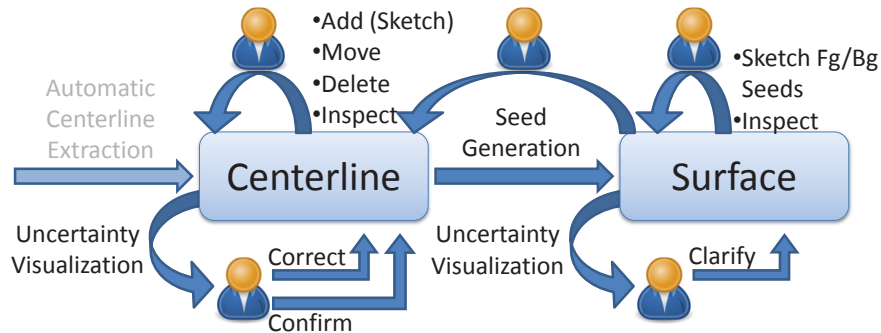 •Add (Sketch)
•Move
•Delete
•Inspect
•Sketch Fg/Bg
Seeds
•Inspect
Automatic
Centerline
Extraction
Seed
Generation
Centerline
Surface
Uncertainty
Visualization
Correct
Confirm
Uncertainty
Visualization
Clarify